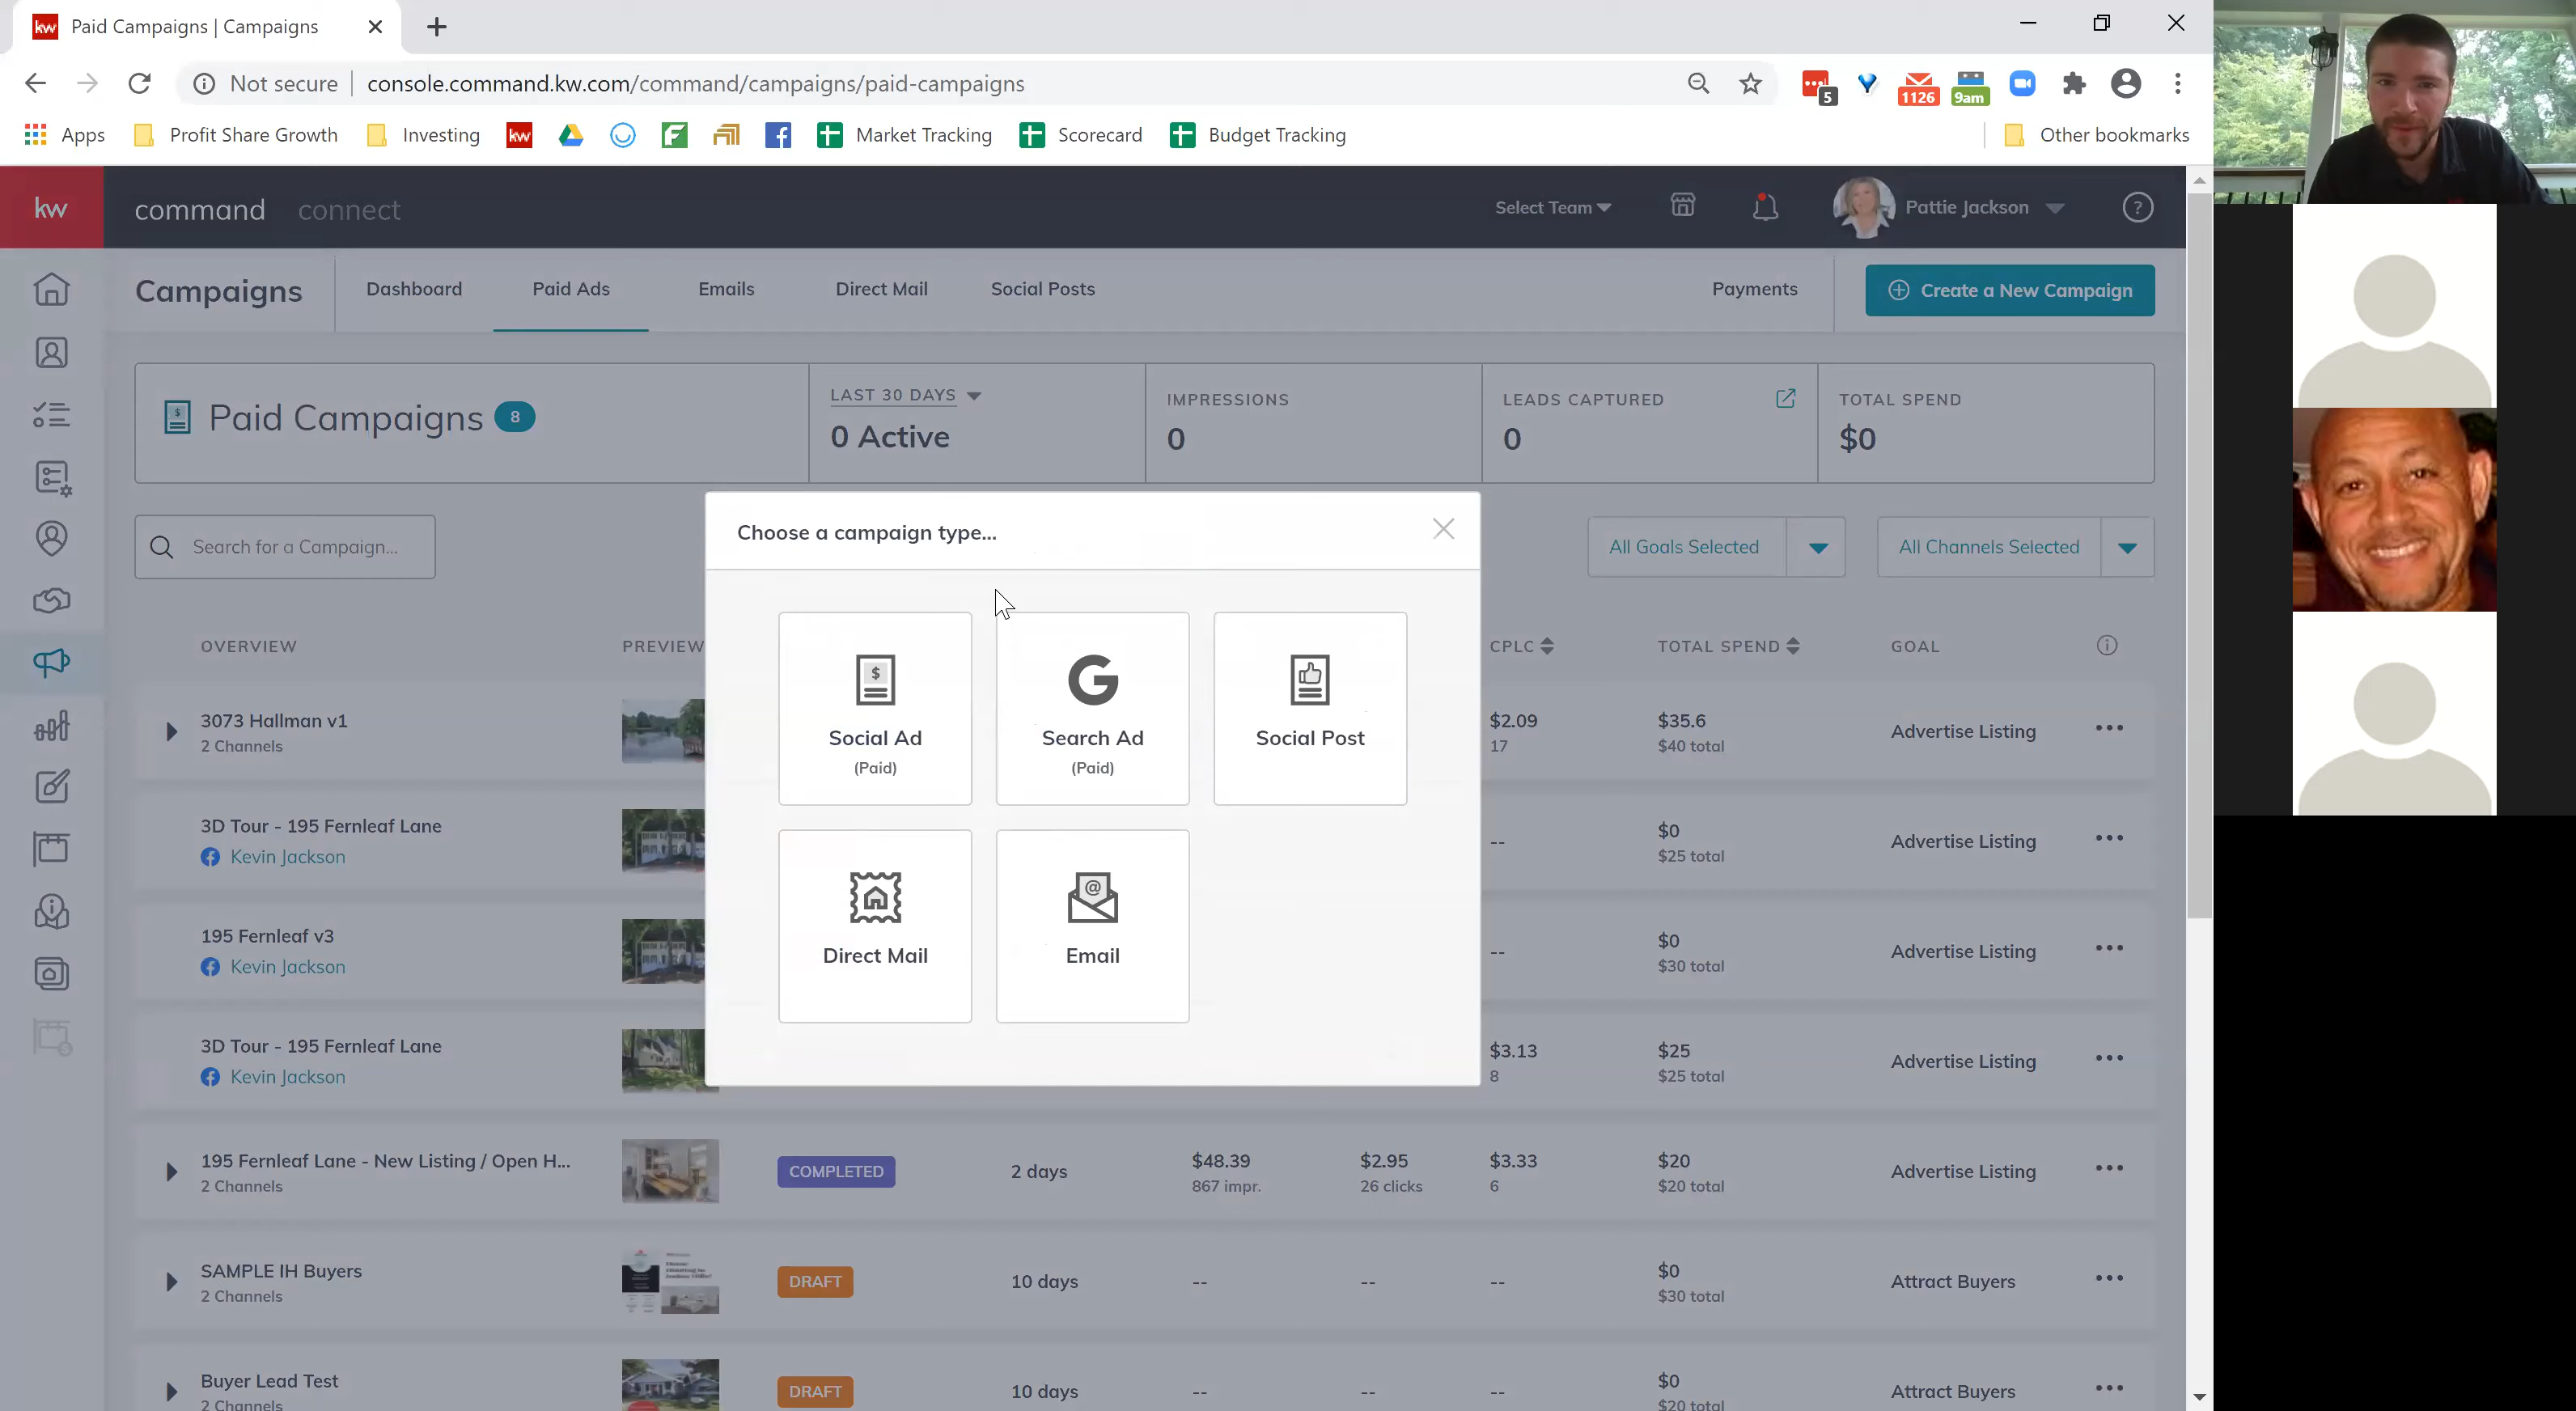 kw Paid Campaigns | Campaigns
Not secure console.command.kw.com/command/campaigns/paid-campaigns 5 1126 9am
Apps Profit Share Growth Investing kw Market Tracking Scorecard Budget Tracking Other bookmarks
kw command connect Select Team Pattie Jackson ?
Campaigns Dashboard Paid Ads Emails Direct Mail Social Posts Payments Create a New Campaign
Paid Campaigns 8
LAST 30 DAYS
0 Active
IMPRESSIONS
0
LEADS CAPTURED
0
TOTAL SPEND
$0
Search for a Campaign... All Goals Selected All Channels Selected
Choose a campaign type...
Social Ad
(Paid)
Search Ad
(Paid)
Social Post
Direct Mail
Email
OVERVIEW PREVIEW CPLC TOTAL SPEND GOAL
3073 Hallman v1 $2.09 $35.6 Advertise Listing
2 Channels 17 $40 total
3D Tour - 195 Fernleaf Lane -- $0 Advertise Listing
Kevin Jackson $25 total
195 Fernleaf v3 -- $0 Advertise Listing
Kevin Jackson $30 total
3D Tour - 195 Fernleaf Lane $3.13 $25 Advertise Listing
Kevin Jackson 8 $25 total
195 Fernleaf Lane - New Listing / Open H... COMPLETED 2 days $48.39 $2.95 $3.33 $20 Advertise Listing
2 Channels 867 impr. 26 clicks 6 $20 total
SAMPLE IH Buyers DRAFT 10 days -- -- -- $0 Attract Buyers
2 Channels $30 total
Buyer Lead Test DRAFT 10 days -- -- -- $0 Attract Buyers
2 Channels $20 total